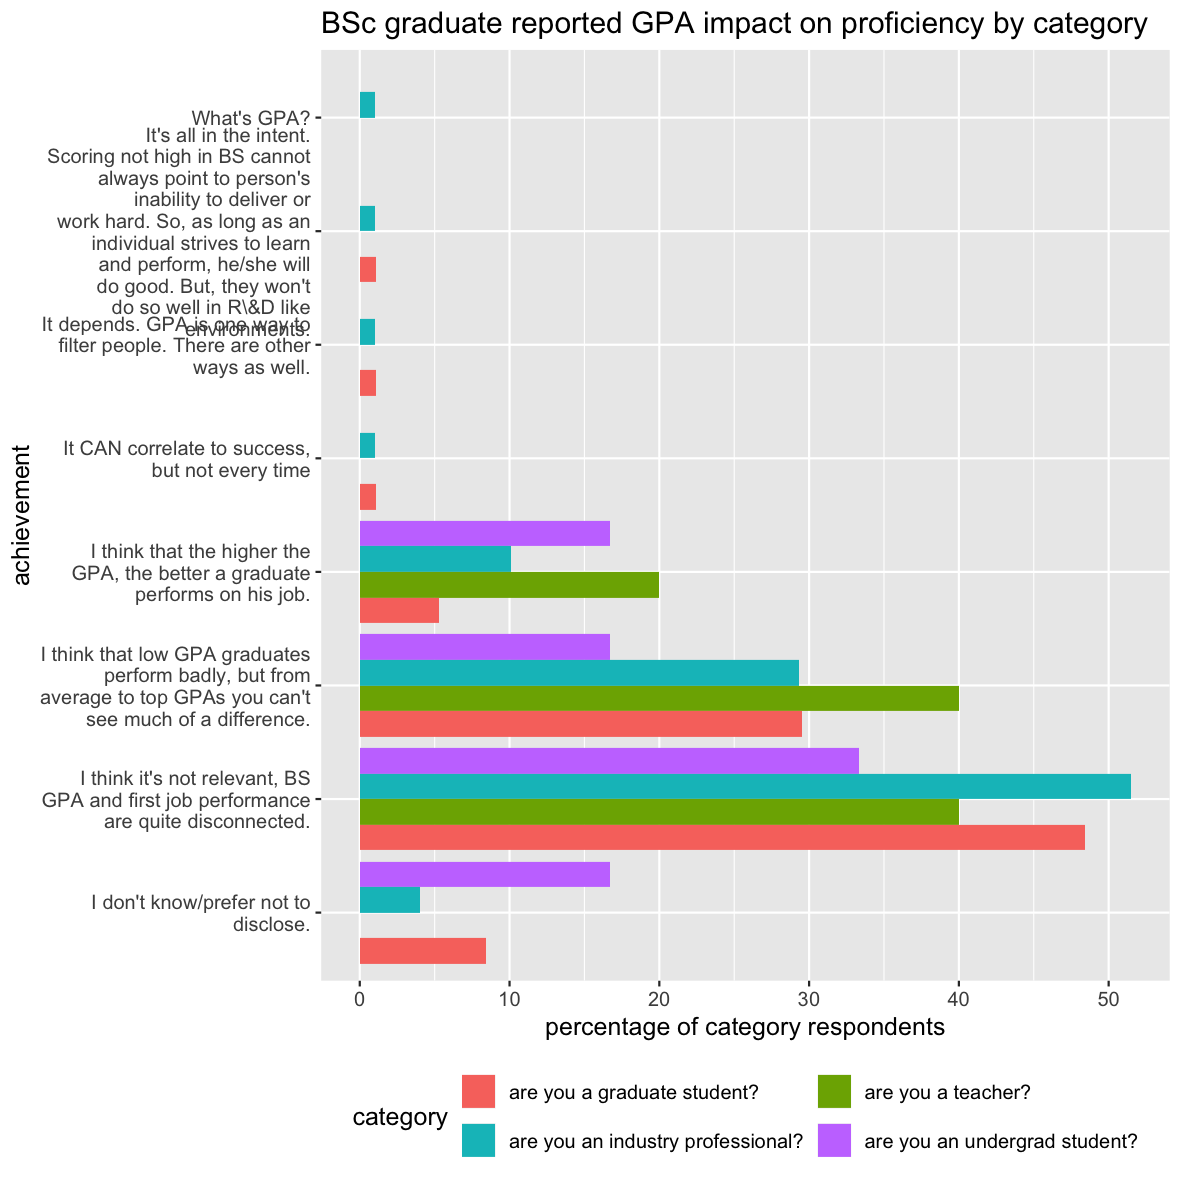 BSc graduate reported GPA impact on proficiency by category
What's GPA?
It's all in the intent.
Scoring not high in BS cannot
always point to person's
inability to deliver or
work hard. So, as long as an
individual strives to learn
and perform, he/she will
do good. But, they won't
do so well in R\&D like
environments.
It depends. GPA is one way to
filter people. There are other
ways as well.
It CAN correlate to success,
but not every time
I think that the higher the
GPA, the better a graduate
performs on his job.
I think that low GPA graduates
perform badly, but from
average to top GPAs you can't
see much of a difference.
I think it's not relevant, BS
GPA and first job performance
are quite disconnected.
I don't know/prefer not to
disclose.
achievement
0 10 20 30 40 50
percentage of category respondents
category
are you a graduate student?
are you a teacher?
are you an industry professional?
are you an undergrad student?